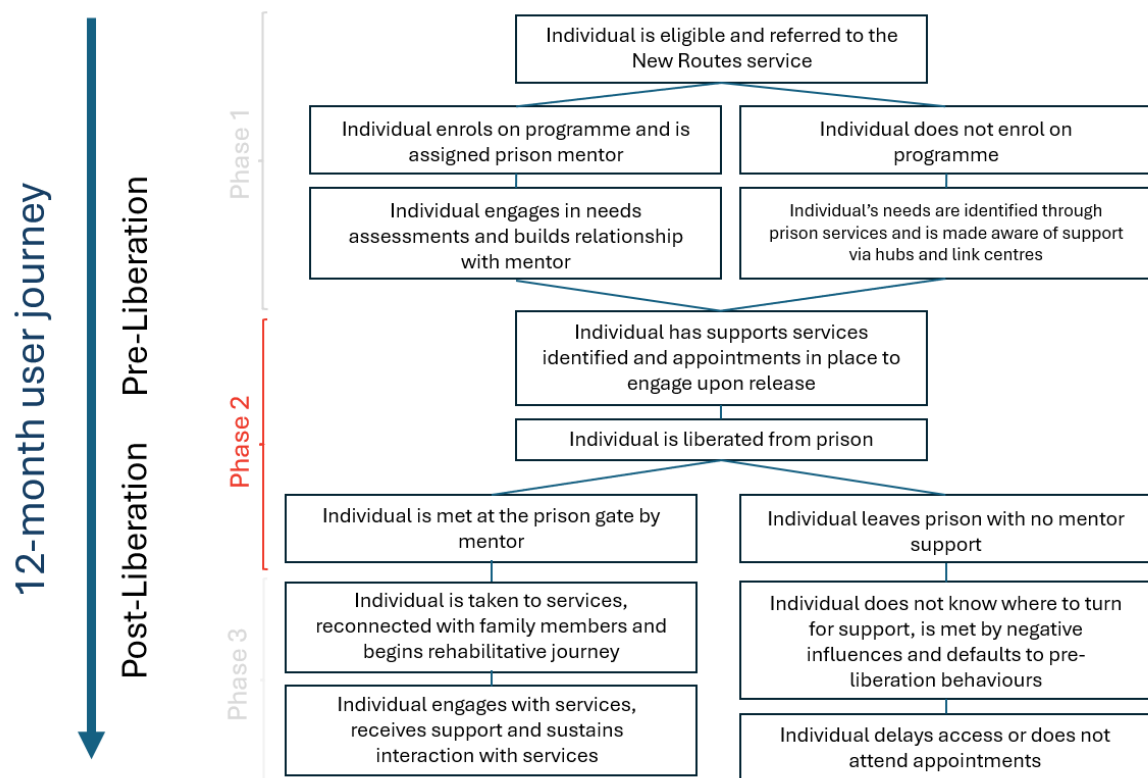 12-month user journey
Pre-Liberation
Post-Liberation
Phase 1
Individual is eligible and referred to the
New Routes service
Individual enrols on programme and is
assigned prison mentor
Individual does not enrol on
programme
Individual engages in needs
assessments and builds relationship
with mentor
Individual's needs are identified through
prison services and is made aware of support
via hubs and link centres
Phase 2
Individual has supports services
identified and appointments in place to
engage upon release
Individual is liberated from prison
Individual is met at the prison gate by
mentor
Individual leaves prison with no mentor
support
Phase 3
Individual is taken to services,
reconnected with family members and
begins rehabilitative journey
Individual does not know where to turn
for support, is met by negative
influences and defaults to pre-
liberation behaviours
Individual engages with services,
receives support and sustains
interaction with services
Individual delays access or does not
attend appointments